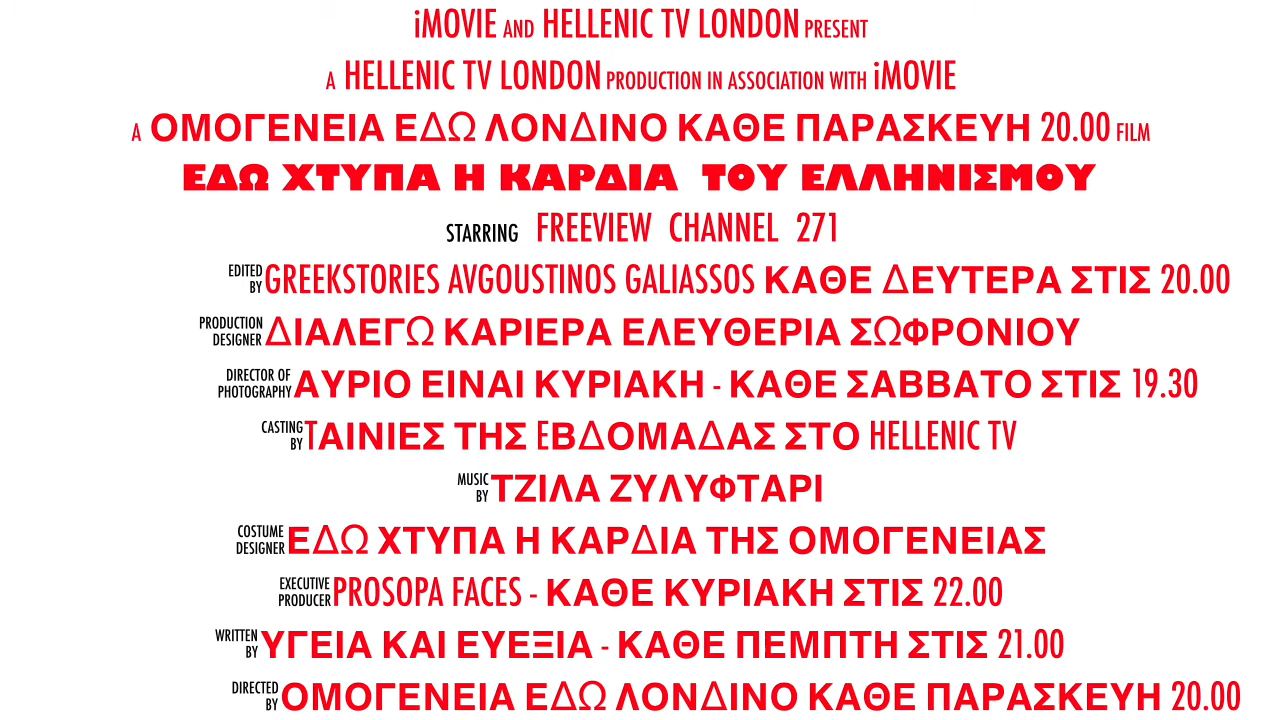 iMOVIE AND HELLENIC TV LONDON PRESENT
A HELLENIC TV LONDON PRODUCTION IN ASSOCIATION WITH iMOVIE
A ΟΜΟΓΕΝΕΙΑ ΕΔΩ ΛΟΝΔΙΝΟ ΚΑΘΕ ΠΑΡΑΣΚΕΥΗ 20.00 FILM
ΕΔΩ ΧΤΥΠΑ Η ΚΑΡΔΙΑ ΤΟΥ ΕΛΛΗΝΙΣΜΟΥ
STARRING FREEVIEW CHANNEL 271
EDITED BY GREEKSTORIES AVGOUSTINOS GALIASSOS ΚΑΘΕ ΔΕΥΤΕΡΑ ΣΤΙΣ 20.00
PRODUCTION DESIGNER ΔΙΑΛΕΓΩ ΚΑΡΙΕΡΑ ΕΛΕΥΘΕΡΙΑ ΣΩΦΡΟΝΙΟΥ
DIRECTOR OF PHOTOGRAPHY ΑΥΡΙΟ ΕΙΝΑΙ ΚΥΡΙΑΚΗ - ΚΑΘΕ ΣΑΒΒΑΤΟ ΣΤΙΣ 19.30
CASTING BY TΑΙΝΙΕΣ ΤΗΣ EΒΔΟΜΑΔΑΣ ΣΤΟ HELLENIC TV
MUSIC BY ΤΖΙΛΑ ΖΥΛΥΦΤΑΡΙ
COSTUME DESIGNER ΕΔΩ ΧΤΥΠΑ Η ΚΑΡΔΙΑ ΤΗΣ ΟΜΟΓΕΝΕΙΑΣ
EXECUTIVE PRODUCER PROSOPA FACES - ΚΑΘΕ ΚΥΡΙΑΚΗ ΣΤΙΣ 22.00
WRITTEN BY ΥΓΕΙΑ ΚΑΙ ΕΥΕΞΙΑ - ΚΑΘΕ ΠΕΜΠΤΗ ΣΤΙΣ 21.00
DIRECTED BY ΟΜΟΓΕΝΕΙΑ ΕΔΩ ΛΟΝΔΙΝΟ ΚΑΘΕ ΠΑΡΑΣΚΕΥΗ 20.00